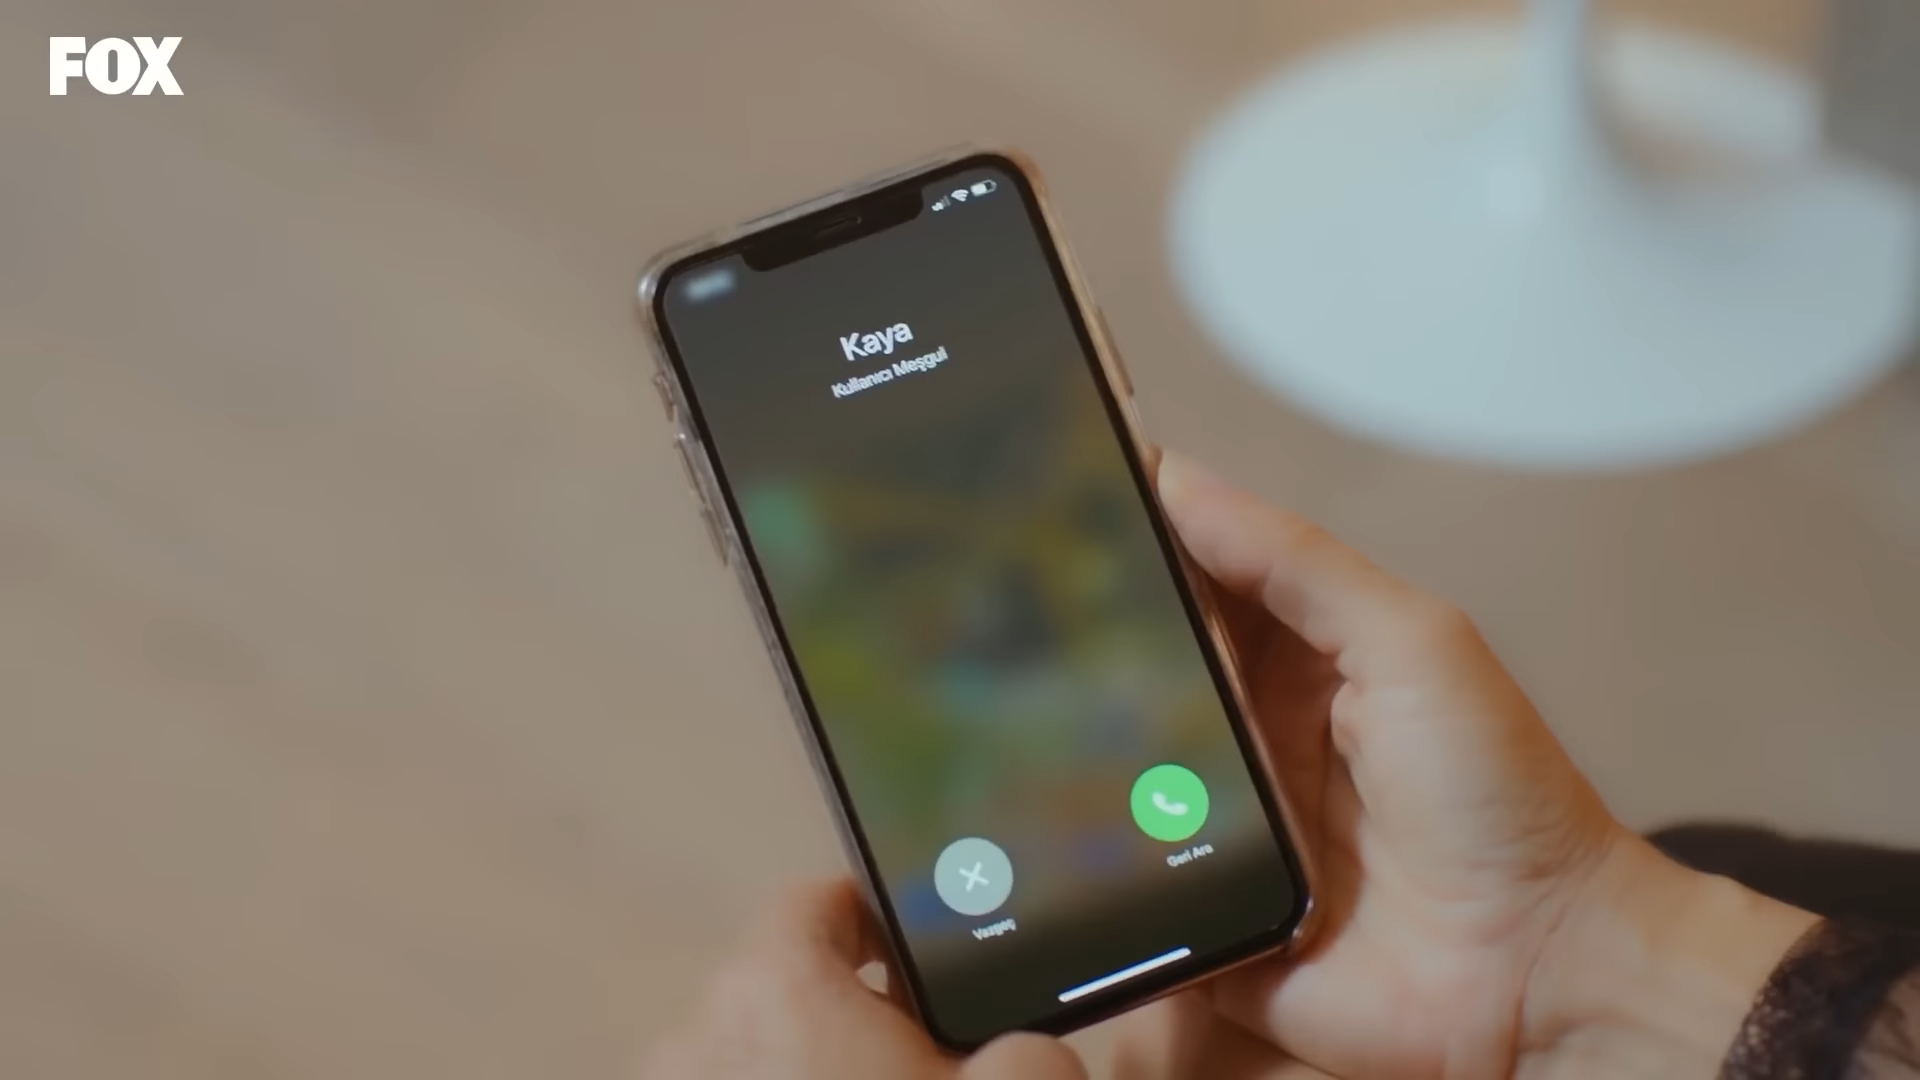 FOX
Kaya
Kullanıcı Meşgul
Geri Ara
Vazgeç